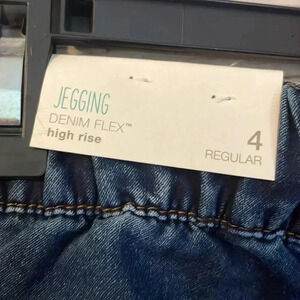 JEGGING
DENIM FLEX™
high rise
4
REGULAR